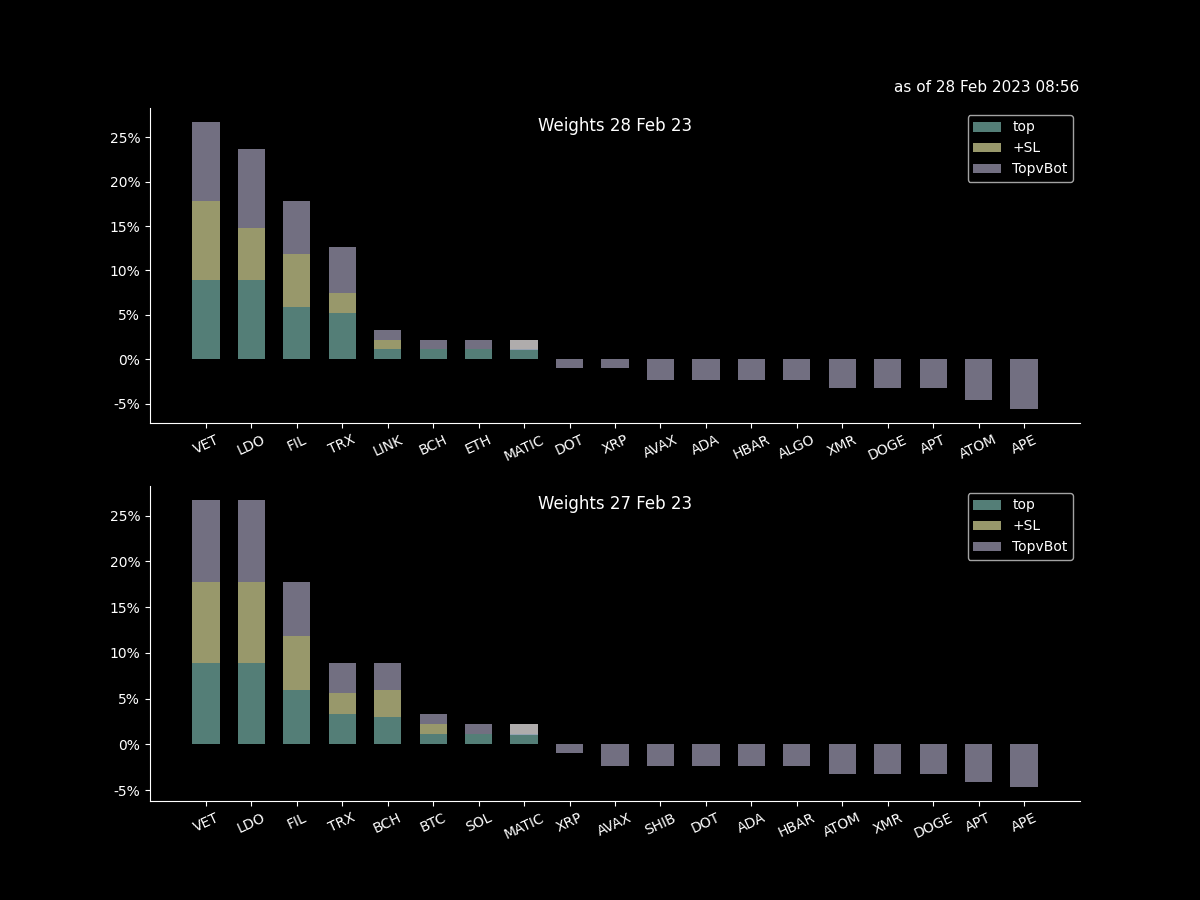 as of 28 Feb 2023 08:56
Weights 28 Feb 23
top
+SL
TopvBot
25%
20%
15%
10%
5%
0%
-5%
VET LDO FIL TRX LINK BCH ETH MATIC DOT XRP AVAX ADA HBAR ALGO XMR DOGE APT ATOM APE
Weights 27 Feb 23
top
+SL
TopvBot
25%
20%
15%
10%
5%
0%
-5%
VET LDO FIL TRX BCH BTC SOL MATIC XRP AVAX SHIB DOT ADA HBAR ATOM XMR DOGE APT APE